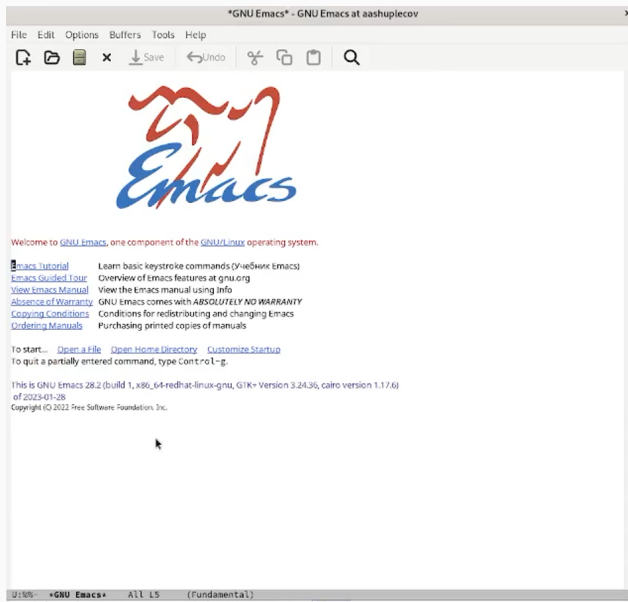 *GNU Emacs* - GNU Emacs at aashuplecov
File Edit Options Buffers Tools Help
Save Undo
Emacs
Welcome to GNU Emacs, one component of the GNU/Linux operating system.
Emacs Tutorial Learn basic keystroke commands (Учебник Emacs)
Emacs Guided Tour Overview of Emacs features at gnu.org
View Emacs Manual View the Emacs manual using Info
Absence of Warranty GNU Emacs comes with ABSOLUTELY NO WARRANTY
Copying Conditions Conditions for redistributing and changing Emacs
Ordering Manuals Purchasing printed copies of manuals
To start... Open a File Open Home Directory Customize Startup
To quit a partially entered command, type Control-g.
This is GNU Emacs 28.2 (build 1, x86_64-redhat-linux-gnu, GTK+ Version 3.24.36, cairo version 1.17.6)
of 2023-01-28
Copyright (C) 2022 Free Software Foundation, Inc.
U:%%- *GNU Emacs* All L5 (Fundamental)